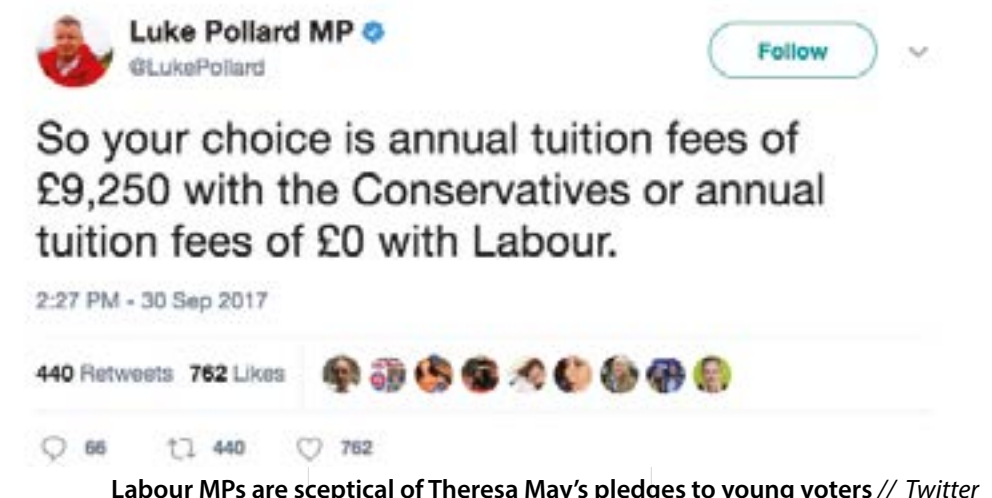 Luke Pollard MP
@LukePollard
Follow
So your choice is annual tuition fees of
£9,250 with the Conservatives or annual
tuition fees of £0 with Labour.
2:27 PM - 30 Sep 2017
440 Retweets 762 Likes
66 440 762
Labour MPs are sceptical of Theresa May's pledges to young voters // Twitter